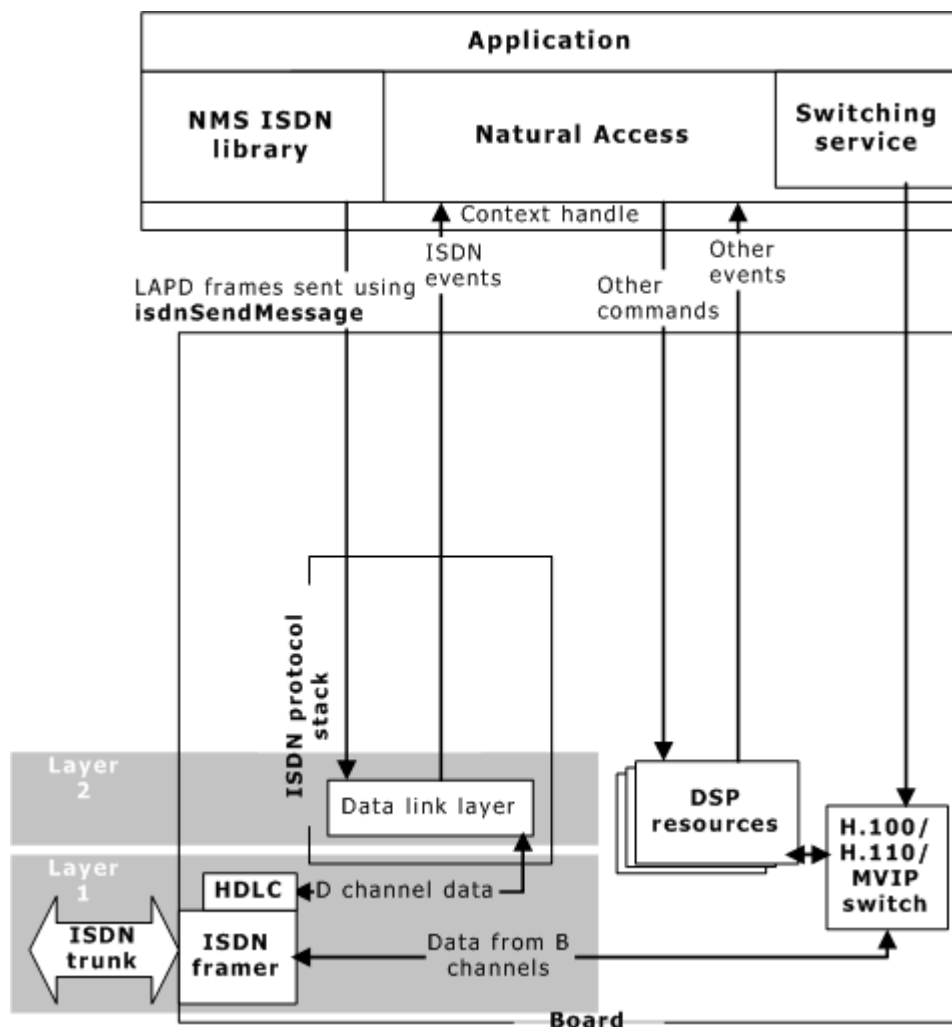 Application
NMS ISDN
library
Natural Access
Switching
service
Context handle
ISDN
events
Other
events
LAPD frames sent using
isdnSendMessage
Other
commands
ISDN protocol
stack
Layer
2
Data link layer
DSP
resources
H.100/
H.110/
MVIP
switch
Layer
1
HDLC
D channel data
ISDN
trunk
ISDN
framer
Data from B
channels
Board